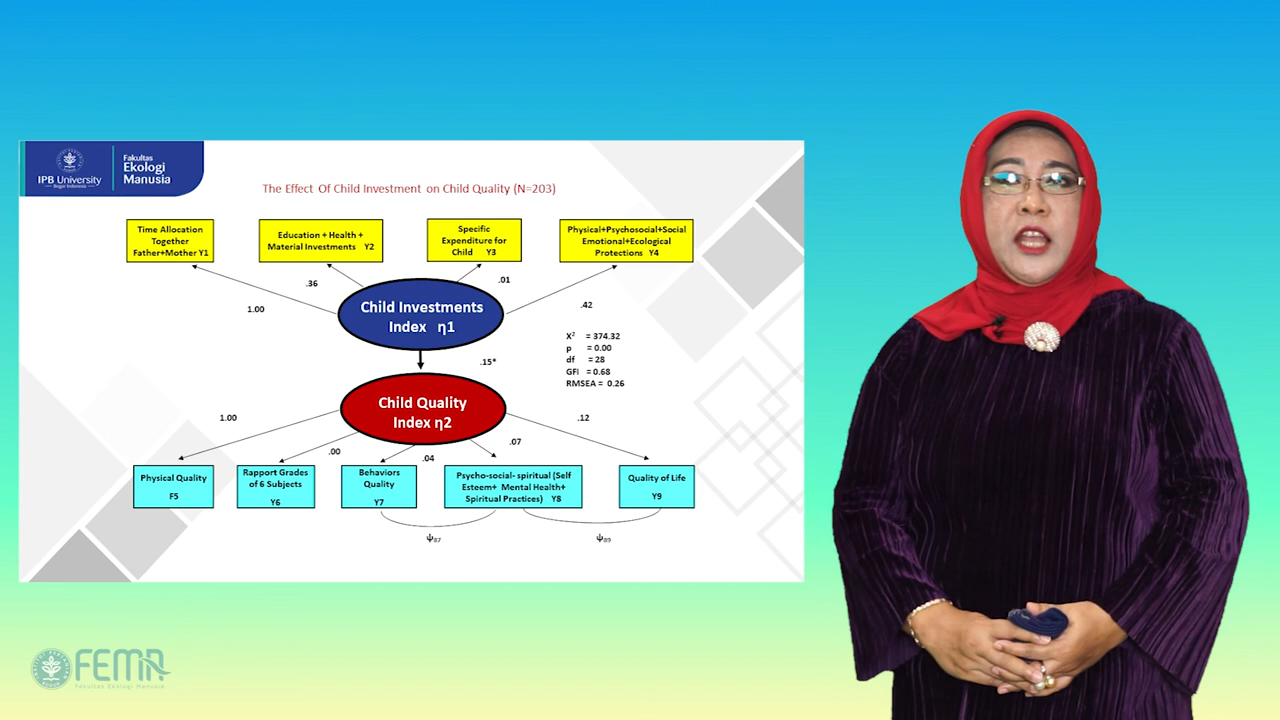 IPB University
Bogor Indonesia
Fakultas
Ekologi
Manusia
The Effect Of Child Investment on Child Quality (N=203)
Time Allocation
Together
Father+Mother Y1
Education + Health +
Material Investments Y2
Specific
Expenditure for
Child Y3
Physical+Psychosocial+Social
Emotional+Ecological
Protections Y4
1.00
.36
.01
.42
Child Investments
Index η1
X² = 374.32
p = 0.00
df = 28
GFI = 0.68
RMSEA = 0.26
.15*
Child Quality
Index η2
1.00
.00
.04
.07
.12
Physical Quality
F5
Rapport Grades
of 6 Subjects
Y6
Behaviors
Quality
Y7
Psycho-social- spiritual (Self
Esteem+ Mental Health+
Spiritual Practices) Y8
Quality of Life
Y9
ψ87
ψ89
FEMA
Fakultas Ekologi Manusia